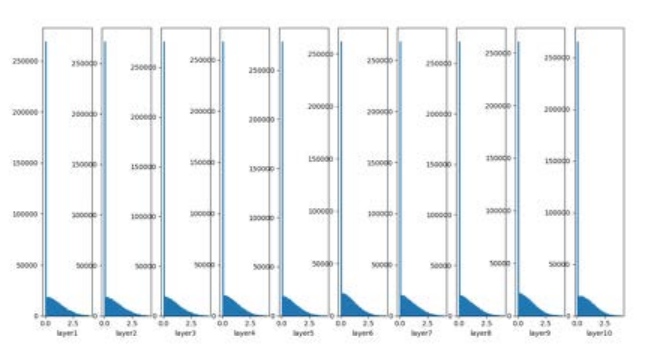 250000 250000 250000 250000 250000 250000 250000 250000 250000 250000
200000 200000 200000 200000 200000 200000 200000 200000 200000 200000
150000 150000 150000 150000 150000 150000 150000 150000 150000 150000
100000 100000 100000 100000 100000 100000 100000 100000 100000 100000
50000 50000 50000 50000 50000 50000 50000 50000 50000 50000
0 0 0 0 0 0 0 0 0 0
0.0 2.5 0.0 2.5 0.0 2.5 0.0 2.5 0.0 2.5 0.0 2.5 0.0 2.5 0.0 2.5 0.0 2.5 0.0 2.5
layer1 layer2 layer3 layer4 layer5 layer6 layer7 layer8 layer9 layer10